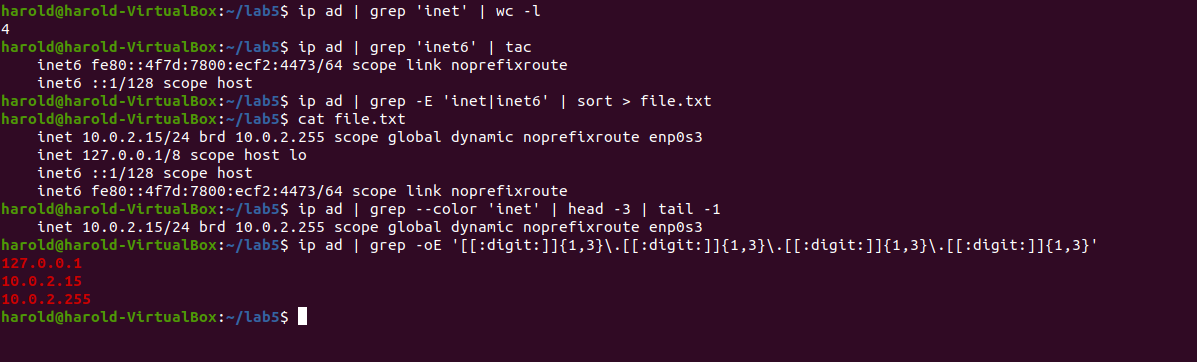 harold@harold-VirtualBox:~/lab5$ ip ad | grep 'inet' | wc -l
4
harold@harold-VirtualBox:~/lab5$ ip ad | grep 'inet6' | tac
    inet6 fe80::4f7d:7800:ecf2:4473/64 scope link noprefixroute
    inet6 ::1/128 scope host
harold@harold-VirtualBox:~/lab5$ ip ad | grep -E 'inet|inet6' | sort > file.txt
harold@harold-VirtualBox:~/lab5$ cat file.txt
    inet 10.0.2.15/24 brd 10.0.2.255 scope global dynamic noprefixroute enp0s3
    inet 127.0.0.1/8 scope host lo
    inet6 ::1/128 scope host
    inet6 fe80::4f7d:7800:ecf2:4473/64 scope link noprefixroute
harold@harold-VirtualBox:~/lab5$ ip ad | grep --color 'inet' | head -3 | tail -1
    inet 10.0.2.15/24 brd 10.0.2.255 scope global dynamic noprefixroute enp0s3
harold@harold-VirtualBox:~/lab5$ ip ad | grep -oE '[[:digit:]]{1,3}\.[[:digit:]]{1,3}\.[[:digit:]]{1,3}\.[[:digit:]]{1,3}'
127.0.0.1
10.0.2.15
10.0.2.255
harold@harold-VirtualBox:~/lab5$